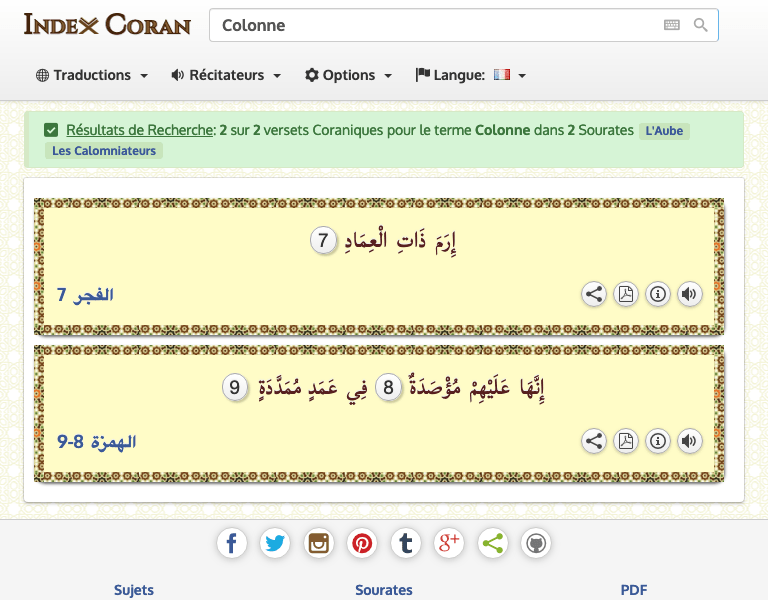 Index Coran
Colonne
Traductions
Récitateurs
Options
Langue:
Résultats de Recherche: 2 sur 2 versets Coraniques pour le terme Colonne dans 2 Sourates L'Aube
Les Calomniateurs
إِرَمَ ذَاتِ الْعِمَادِ 7
الفجر 7
إِنَّهَا عَلَيْهِمْ مُؤْصَدَةٌ 8 فِي عَمَدٍ مُمَدَّدَةٍ 9
الهمزة 8-9
Sujets
Sourates
PDF